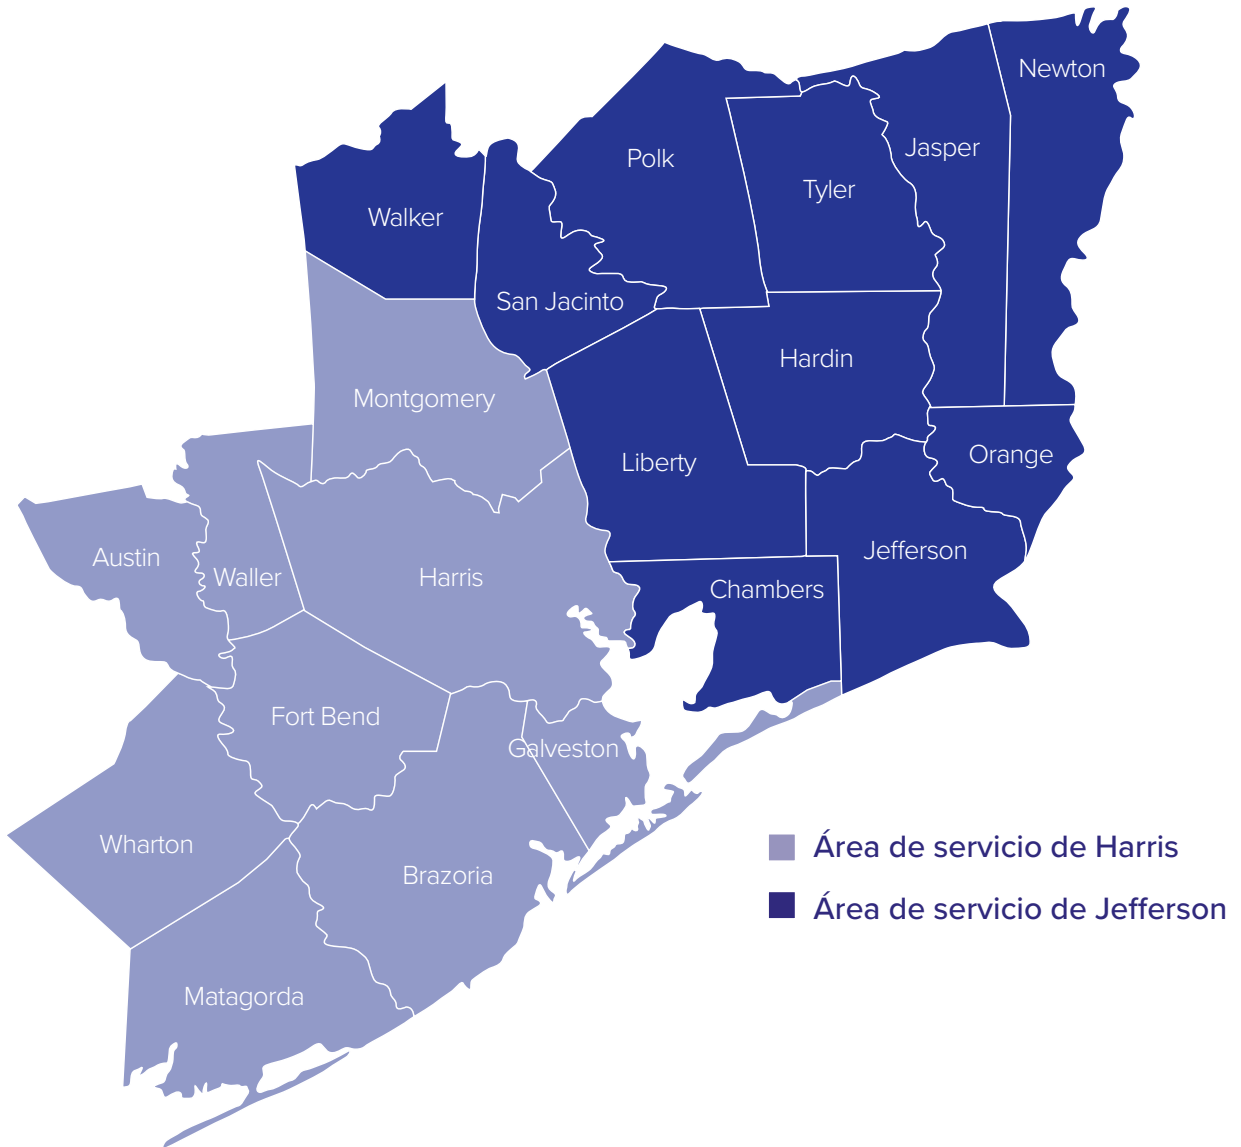 Newton
Jasper
Polk
Tyler
Walker
San Jacinto
Hardin
Montgomery
Orange
Liberty
Jefferson
Austin
Waller
Harris
Chambers
Fort Bend
Galveston
Wharton
Brazoria
Matagorda
Área de servicio de Harris
Área de servicio de Jefferson